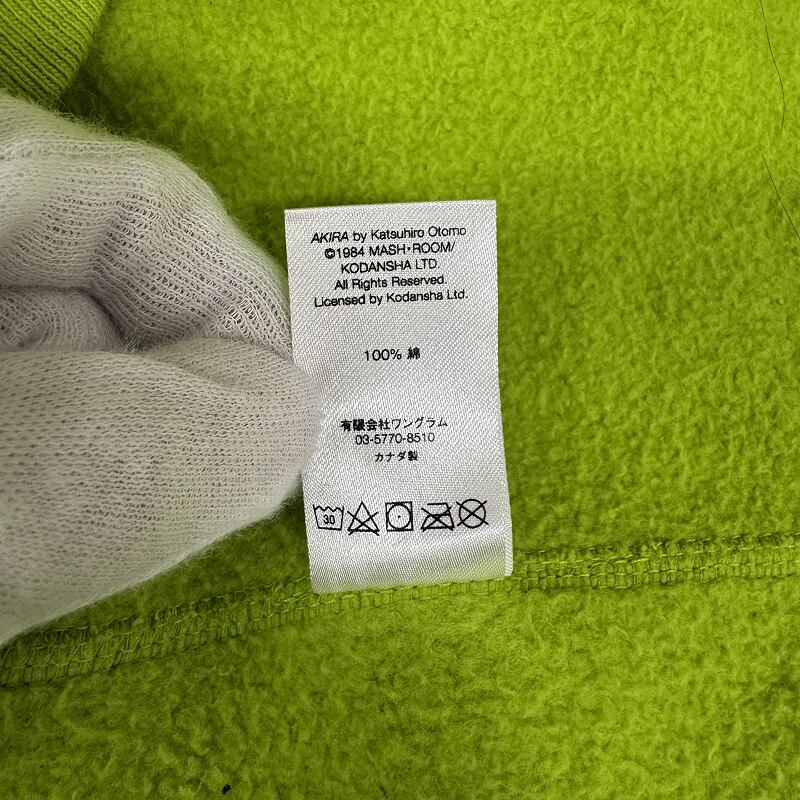 AKIRA by Katsuhiro Otomo
©1984 MASH•ROOM/
KODANSHA LTD
All Rights Reserved.
Licensed by Kodansha Ltd.
100% 綿
有限会社ワングラム
03-5770-8510
カナダ製
30